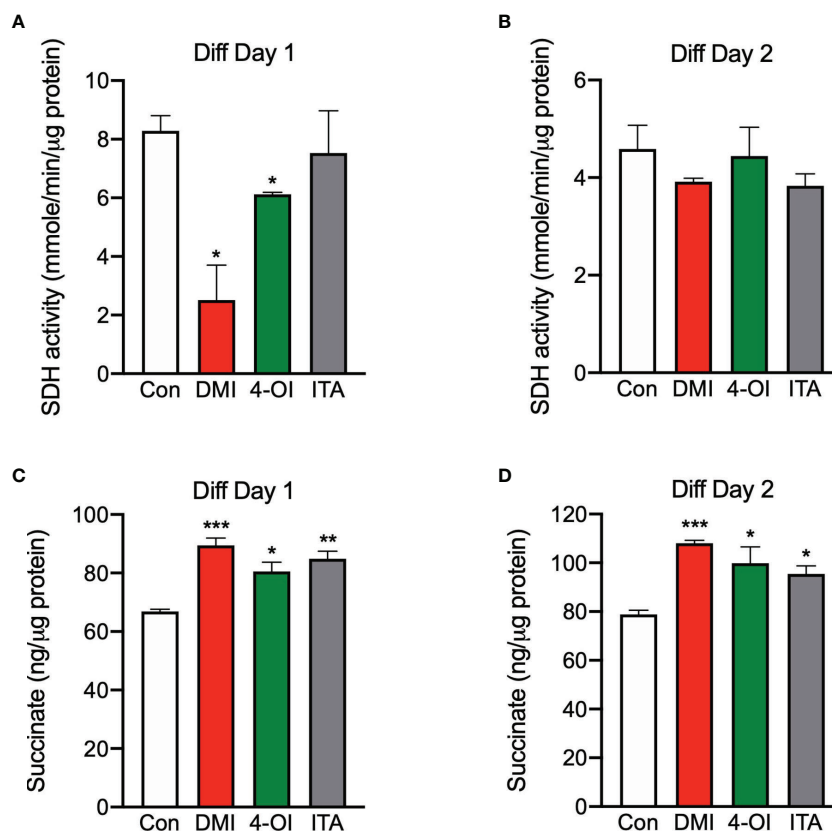 A
Diff Day 1
SDH activity (mmole/min/μg protein)
10
8
6
4
2
0
*
*
Con DMI 4-OI ITA
B
Diff Day 2
SDH activity (mmole/min/μg protein)
6
4
2
0
Con DMI 4-OI ITA
C
Diff Day 1
Succinate (ng/μg protein)
100
80
60
40
20
0
***
*
**
Con DMI 4-OI ITA
D
Diff Day 2
Succinate (ng/μg protein)
120
100
80
60
40
20
0
***
*
*
Con DMI 4-OI ITA